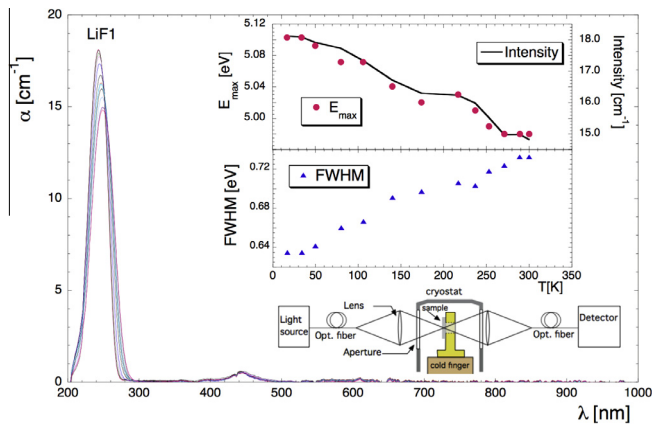 LiF1
α [cm⁻¹]
20
15
10
5
0
200 300 400 500 600 700 800 900 1000
λ [nm]
E_max [eV]
5.12
5.08
5.04
5.00
Intensity
E_max
18.0
17.0
16.0
15.0
Intensity [cm⁻¹]
FWHM [eV]
0.72
0.64
FWHM
0 50 100 150 200 250 300 350
T[K]
cryostat
Light
source
Opt. fiber
Lens
sample
Aperture
cold finger
Opt. fiber
Detector